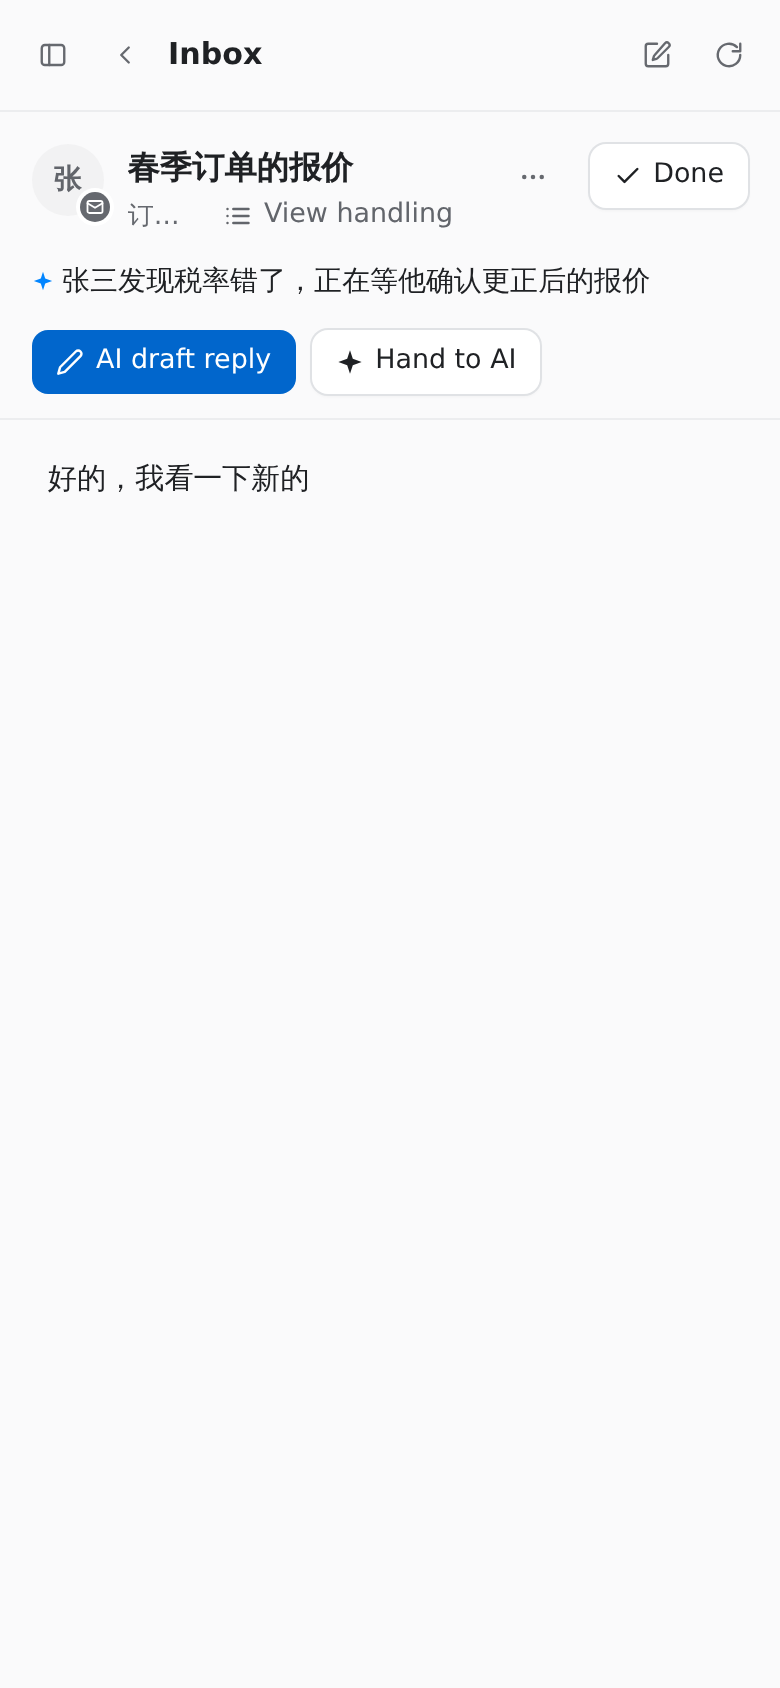 Inbox
张
春季订单的报价
Done
订... View handling
张三发现税率错了，正在等他确认更正后的报价
AI draft reply
Hand to AI
好的，我看一下新的